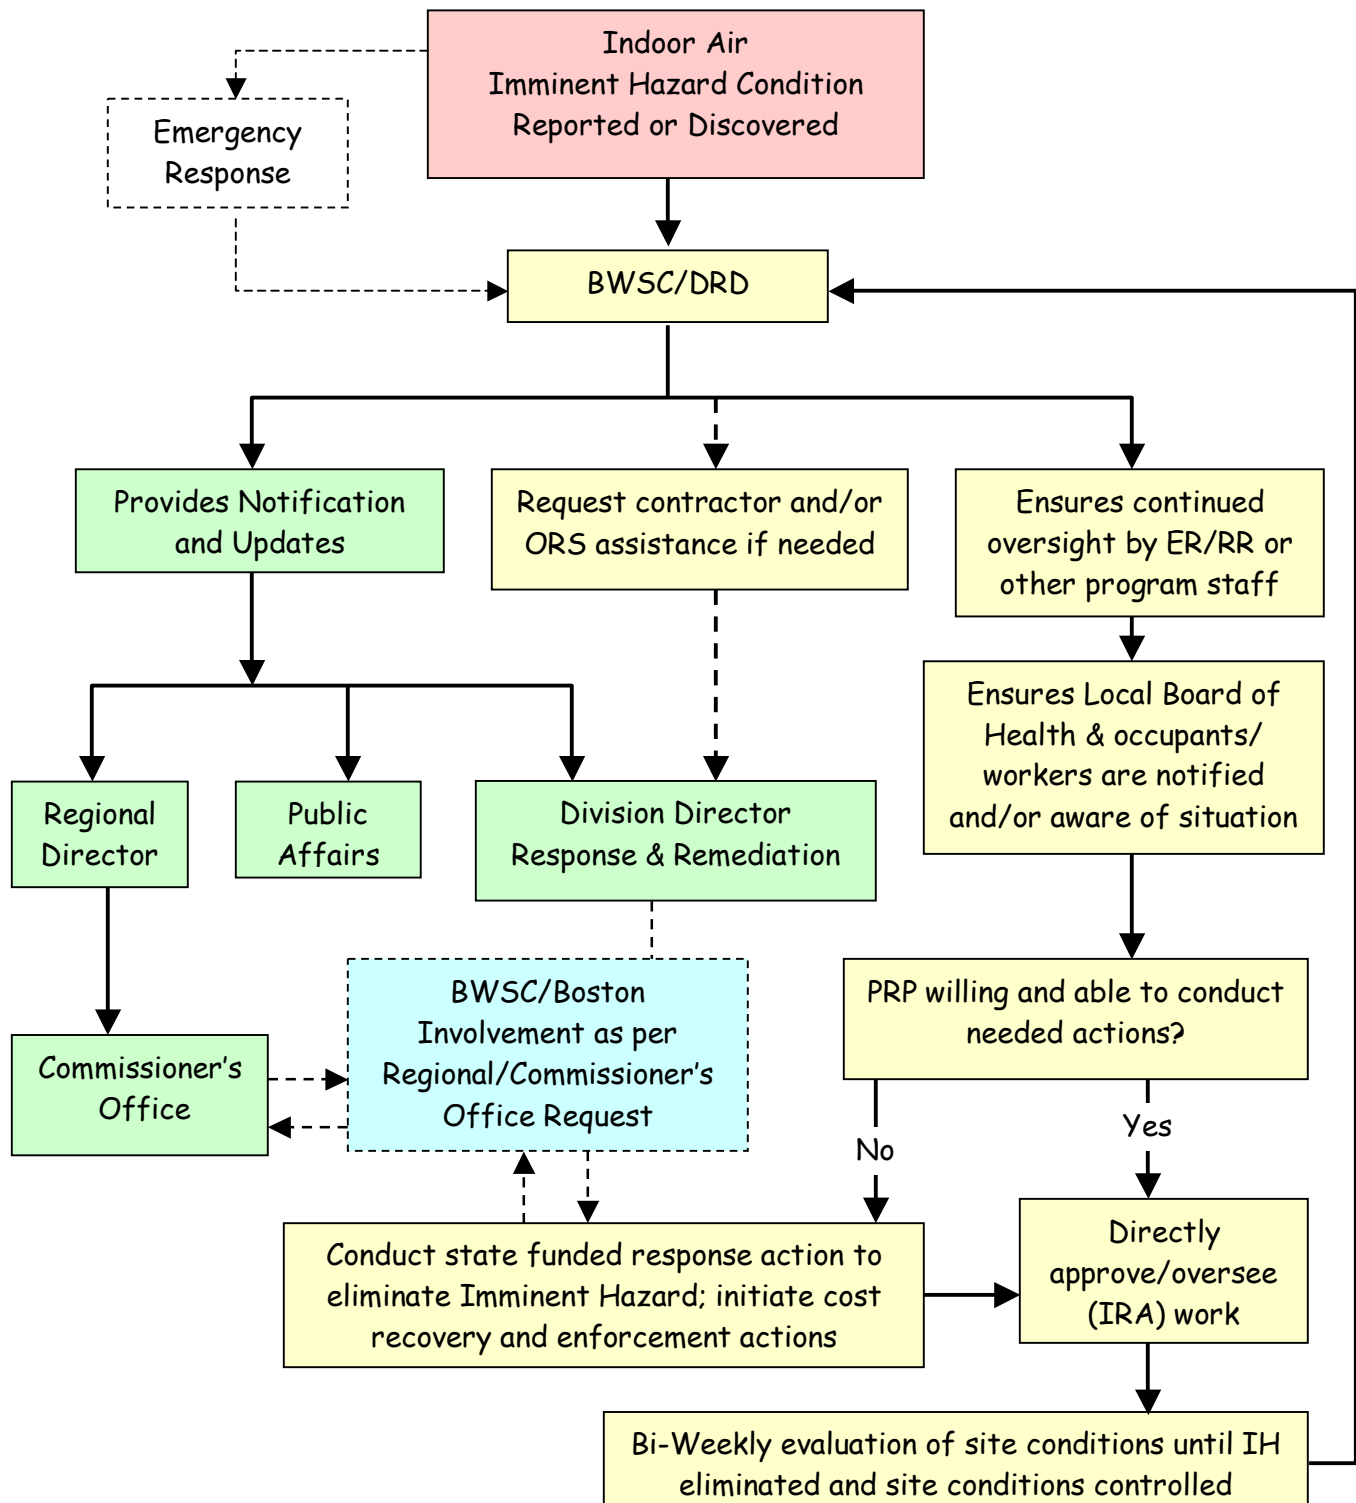 Indoor Air
Imminent Hazard Condition
Reported or Discovered
Emergency
Response
BWSC/DRD
Provides Notification
and Updates
Request contractor and/or
ORS assistance if needed
Ensures continued
oversight by ER/RR or
other program staff
Ensures Local Board of
Health & occupants/
workers are notified
and/or aware of situation
Regional
Director
Public
Affairs
Division Director
Response & Remediation
BWSC/Boston
Involvement as per
Regional/Commissioner's
Office Request
PRP willing and able to conduct
needed actions?
Commissioner's
Office
No
Yes
Conduct state funded response action to
eliminate Imminent Hazard; initiate cost
recovery and enforcement actions
Directly
approve/oversee
(IRA) work
Bi-Weekly evaluation of site conditions until IH
eliminated and site conditions controlled